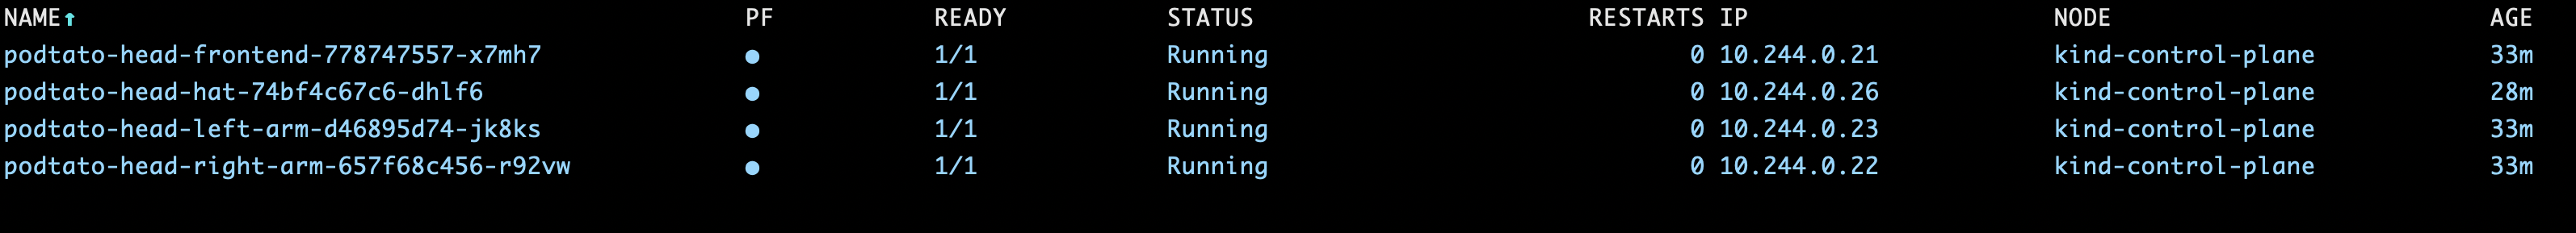 NAME↑ PF READY STATUS RESTARTS IP NODE AGE
podtato-head-frontend-778747557-x7mh7 ● 1/1 Running 0 10.244.0.21 kind-control-plane 33m
podtato-head-hat-74bf4c67c6-dhlf6 ● 1/1 Running 0 10.244.0.26 kind-control-plane 28m
podtato-head-left-arm-d46895d74-jk8ks ● 1/1 Running 0 10.244.0.23 kind-control-plane 33m
podtato-head-right-arm-657f68c456-r92vw ● 1/1 Running 0 10.244.0.22 kind-control-plane 33m